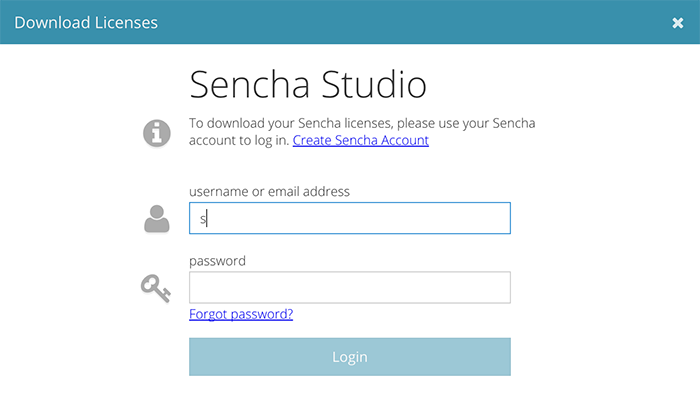 Download Licenses
Sencha Studio
To download your Sencha licenses, please use your Sencha
account to log in. Create Sencha Account
username or email address
s
password
Forgot password?
Login